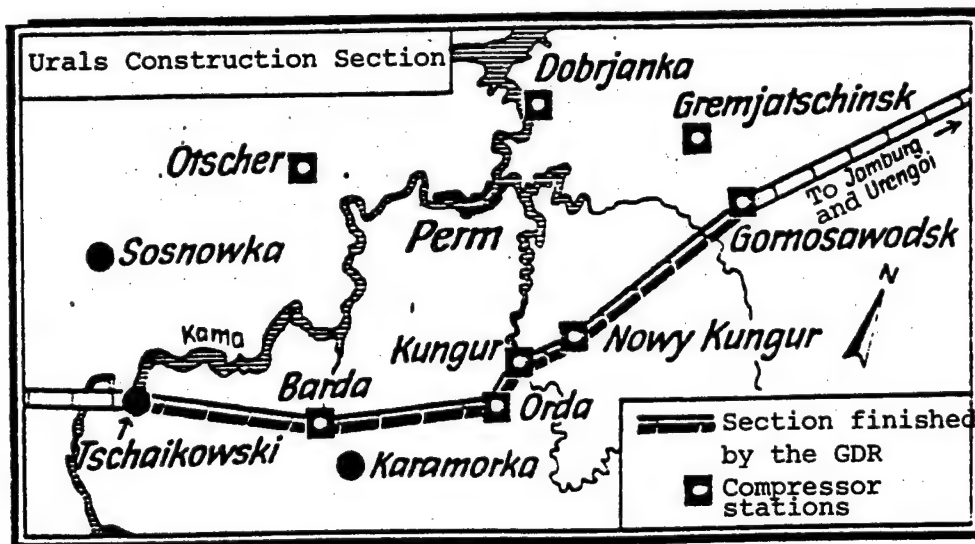 Urals Construction Section
Dobrjanka
Gremjatschinsk
Otscher
To Jamburg
and Urengoi
Perm
Gornosawodsk
Sosnowka
N
Kama
Kungur
Nowy Kungur
Barda
Orda
Tschaikowski
Karamorka
Section finished
by the GDR
Compressor
stations